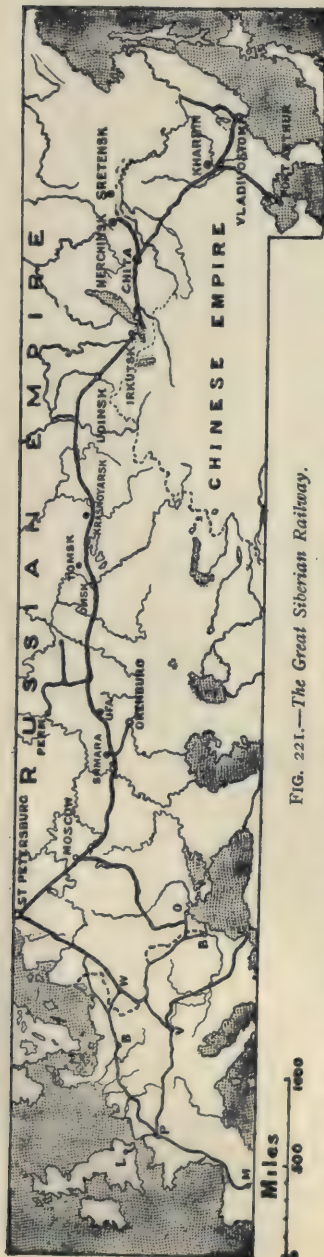 RUSSIAN EMPIRE
ST PETERSBURG
MOSCOW
PERM
SAMARA
UFA
ORENBURG
OMSK
TOMSK
KRASNOYARSK
UDINSK
IRKUTSK
CHITA
NERCHINSK
SRETENSK
KHARBIN
VLADIVOSTOK
PORT ARTHUR
CHINESE EMPIRE
L
P
M
B
W
V
O
B
Miles
0 500 1000
FIG. 221.—The Great Siberian Railway.